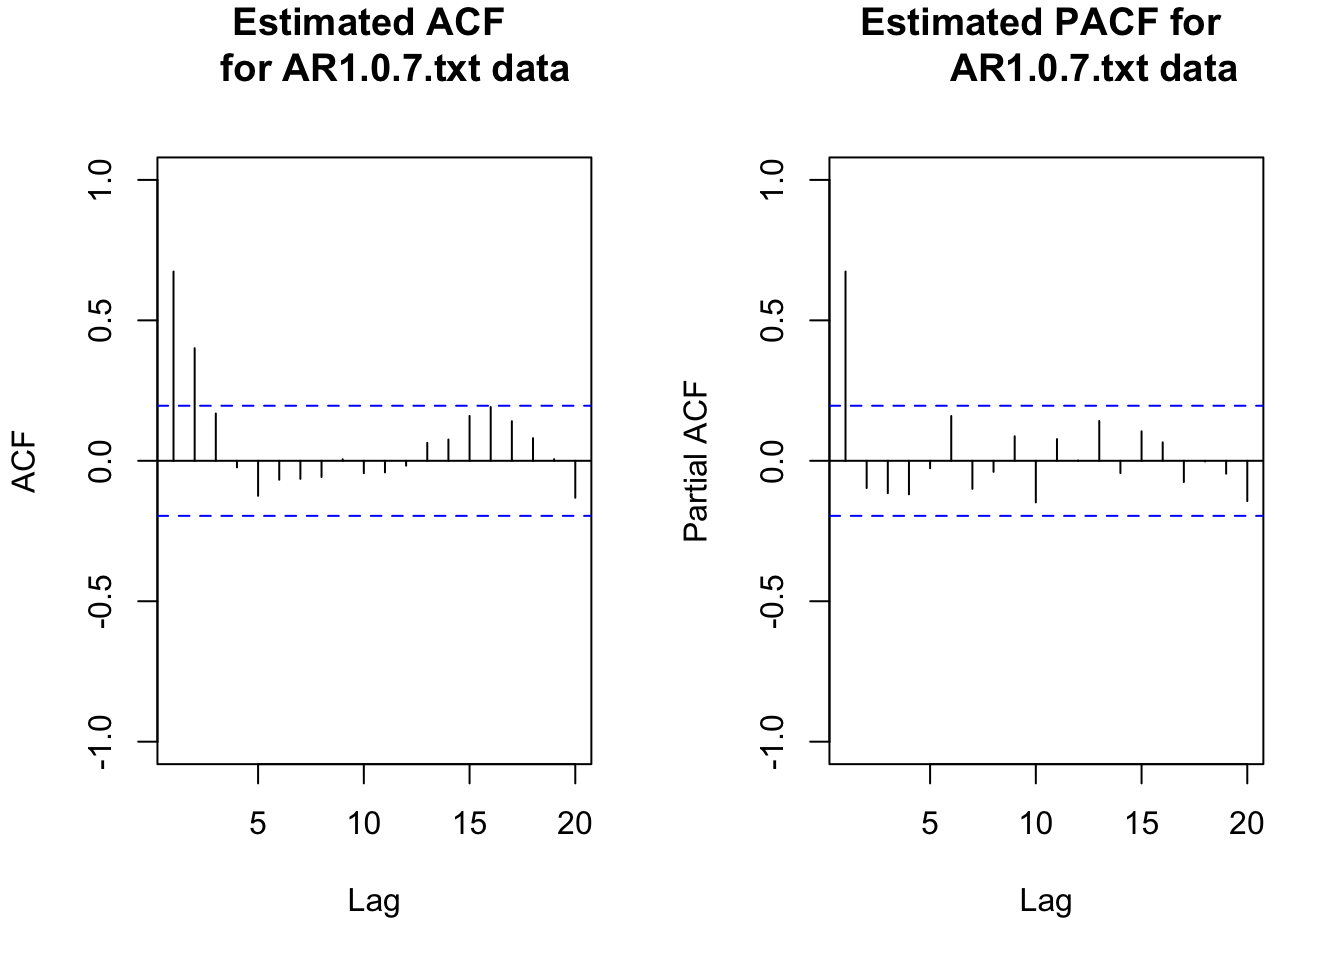 Estimated ACF
for AR1.0.7.txt data
ACF
1.0
0.5
0.0
-0.5
-1.0
5 10 15 20
Lag
Estimated PACF for
AR1.0.7.txt data
Partial ACF
1.0
0.5
0.0
-0.5
-1.0
5 10 15 20
Lag